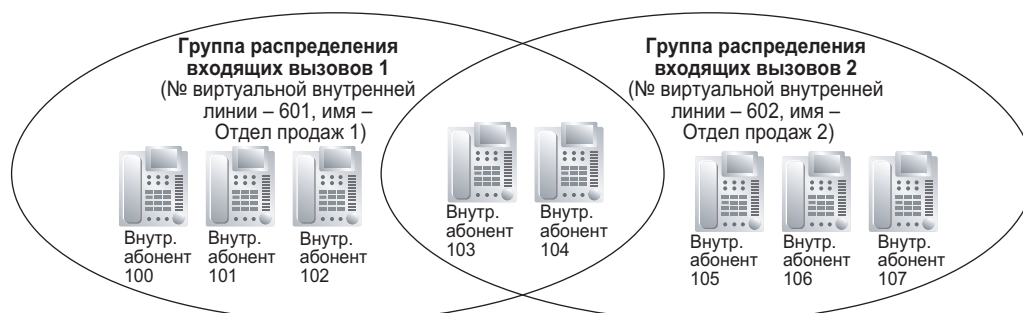 Группа распределения
входящих вызовов 1
(№ виртуальной внутренней
линии – 601, имя –
Отдел продаж 1)
Группа распределения
входящих вызовов 2
(№ виртуальной внутренней
линии – 602, имя –
Отдел продаж 2)
Внутр.
абонент
100
Внутр.
абонент
101
Внутр.
абонент
102
Внутр.
абонент
103
Внутр.
абонент
104
Внутр.
абонент
105
Внутр.
абонент
106
Внутр.
абонент
107